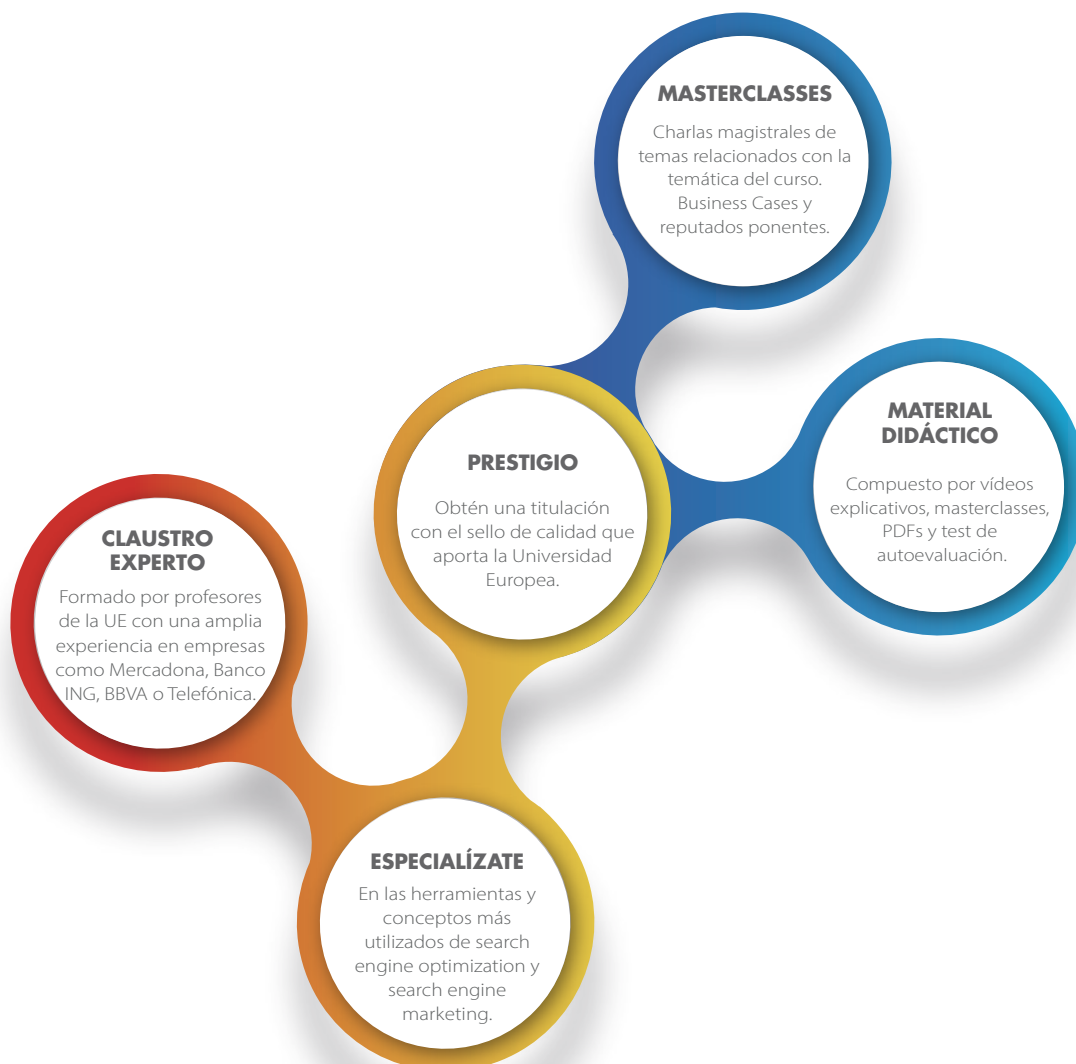 MASTERCLASSES
Charlas magistrales de
temas relacionados con la
temática del curso.
Business Cases y
reputados ponentes.
MATERIAL
DIDÁCTICO
Compuesto por vídeos
explicativos, masterclasses,
PDFs y test de
autoevaluación.
PRESTIGIO
Obtén una titulación
con el sello de calidad que
aporta la Universidad
Europea.
CLAUSTRO
EXPERTO
Formado por profesores
de la UE con una amplia
experiencia en empresas
como Mercadona, Banco
ING, BBVA o Telefónica.
ESPECIALÍZATE
En las herramientas y
conceptos más
utilizados de search
engine optimization y
search engine
marketing.